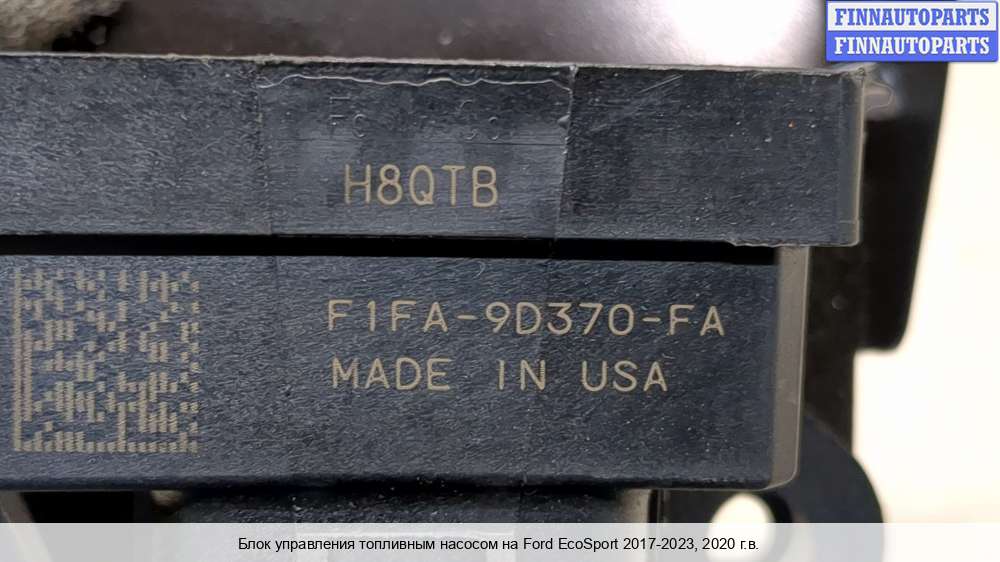 FINNAUTOPARTS
FINNAUTOPARTS
H8QTB
F1FA-9D370-FA
MADE IN USA
Блок управления топливным насосом на Ford EcoSport 2017-2023, 2020 г.в.